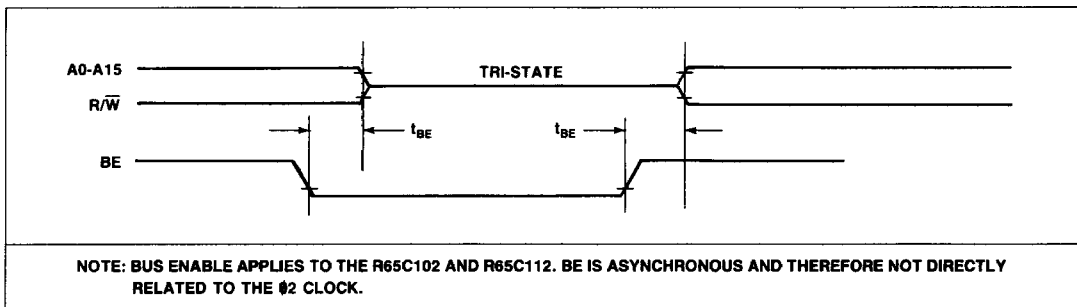 A0-A15
TRI-STATE
R/W̅
tBE
tBE
BE
NOTE: BUS ENABLE APPLIES TO THE R65C102 AND R65C112. BE IS ASYNCHRONOUS AND THEREFORE NOT DIRECTLY
RELATED TO THE Ø2 CLOCK.